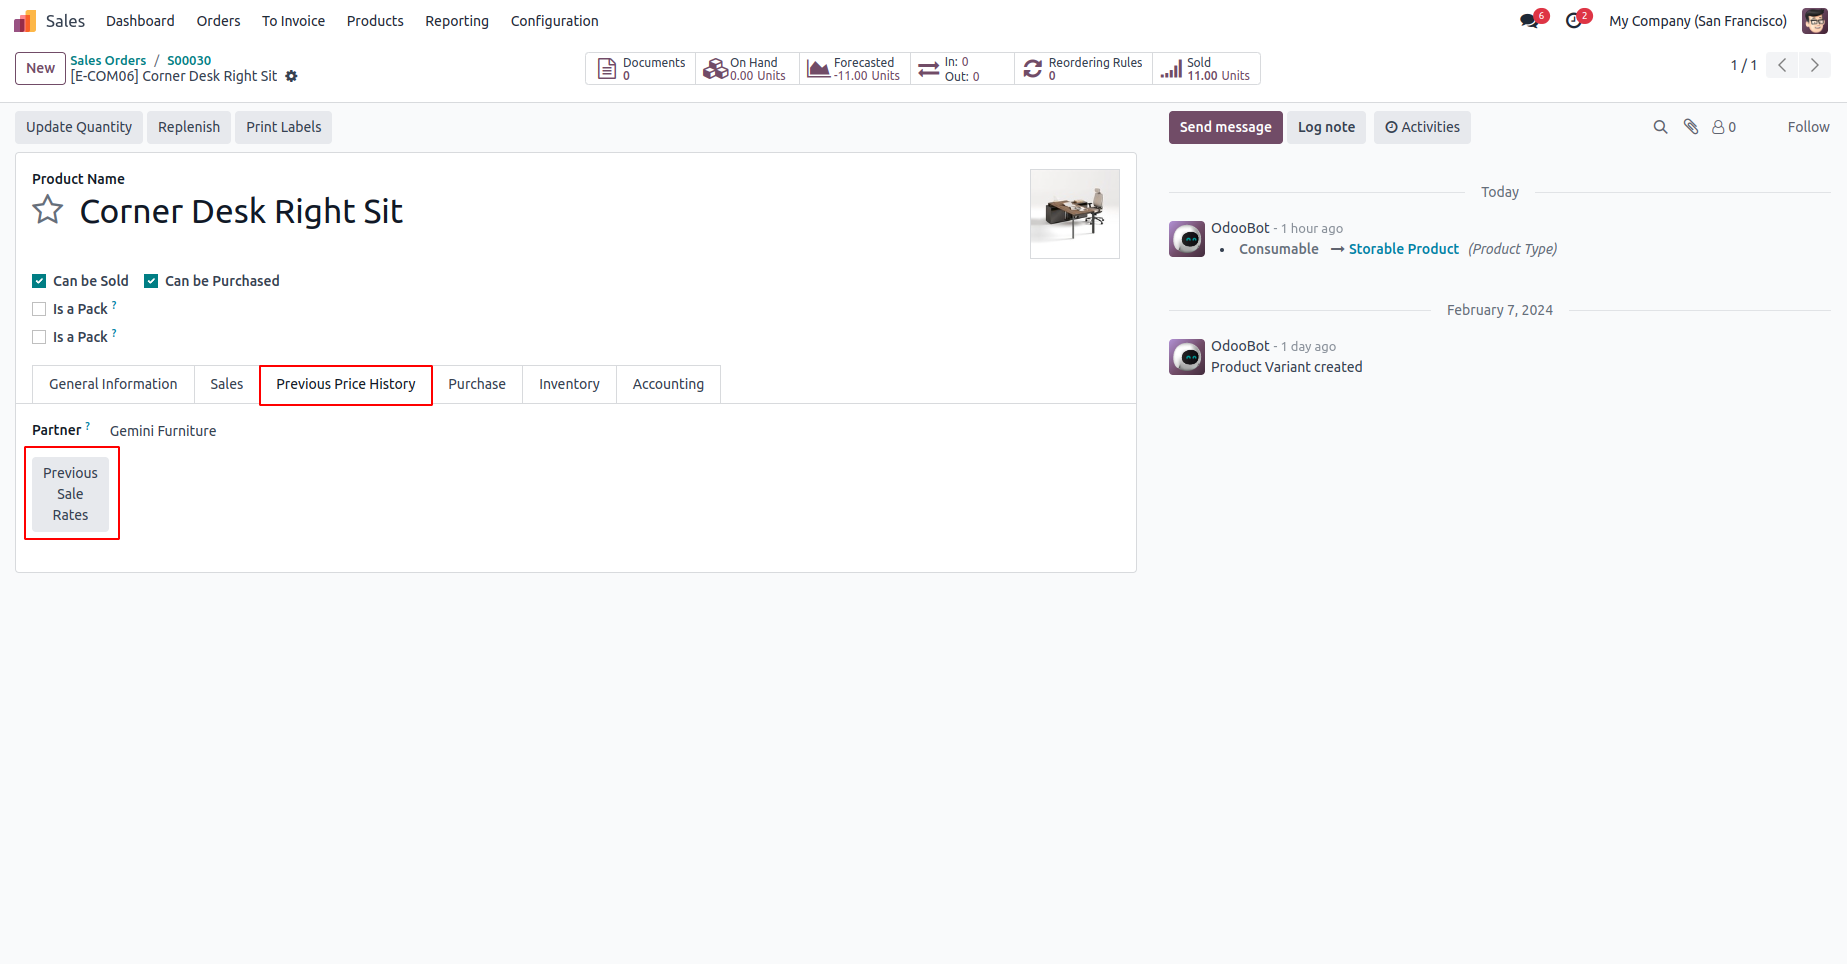 Sales Dashboard Orders To Invoice Products Reporting Configuration 6 2 My Company (San Francisco)
New
Sales Orders / S00030
[E-COM06] Corner Desk Right Sit
Documents
0
On Hand
0.00 Units
Forecasted
-11.00 Units
In: 0
Out: 0
Reordering Rules
0
Sold
11.00 Units
1 / 1
Update Quantity Replenish Print Labels
Send message Log note Activities 0 Follow
Product Name
Corner Desk Right Sit
Can be Sold Can be Purchased
Is a Pack ?
Is a Pack ?
General Information Sales Previous Price History Purchase Inventory Accounting
Partner ? Gemini Furniture
Previous
Sale
Rates
Today
OdooBot - 1 hour ago
• Consumable → Storable Product (Product Type)
February 7, 2024
OdooBot - 1 day ago
Product Variant created